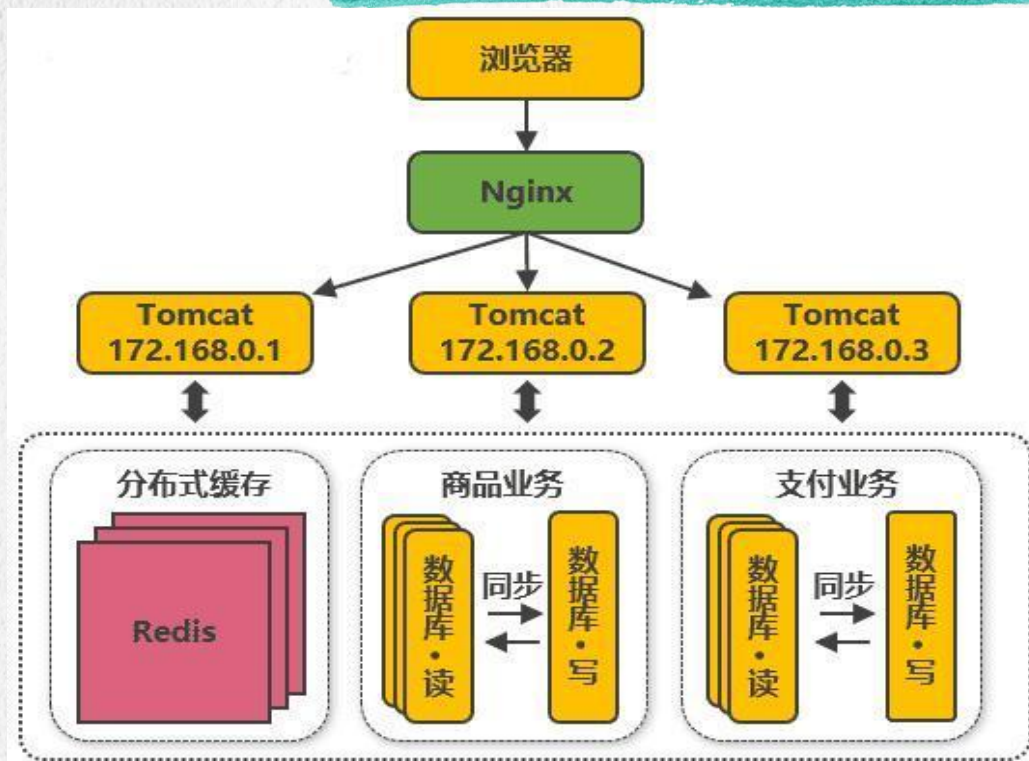 浏览器
Nginx
Tomcat
172.168.0.1
Tomcat
172.168.0.2
Tomcat
172.168.0.3
分布式缓存
Redis
商品业务
数据库·读
同步
数据库·写
支付业务
数据库·读
同步
数据库·写